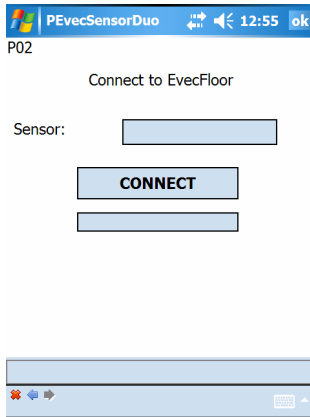 PEvecSensorDuo 12:55 ok
P02
Connect to EvecFloor
Sensor:
CONNECT